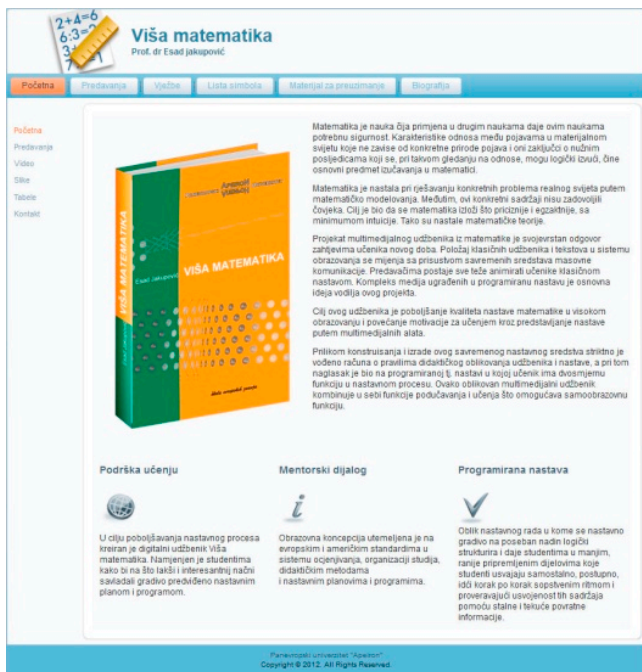 2+4=6
6:3=
Viša matematika
Prof. dr Esad jakupović
Početna
Predavanja
Vježbe
Lista simbola
Materijal za preuzimanje
Biografija
Početna
Predavanja
Video
Slike
Tabele
Kontakt
VIŠA MATEMATIKA
Esad Jakupović
VIŠA MATEMATIKA
Matematika je nauka čija primjena u drugim naukama daje ovim naukama
potrebnu sigurnost. Karakteristike odnosa među pojavama u materijalnom
svijetu koje ne zavise od konkretne prirode pojava i oni zaključci o nužnim
posljedicama koji se, pri takvom gledanju na odnose, mogu logički izvući, čine
osnovni predmet izučavanja u matematici.
Matematika je nastala pri rješavanju konkretnih problema realnog svijeta putem
matematičko modelovanja. Međutim, ovi konkretni sadržaji nisu zadovoljili
čovjeka. Cilj je bio da se matematika izloži što priciznije i egzaktnije, sa
minimumom intuicije. Tako su nastale matematičke teorije.
Projekat multimedijalnog udžbenika iz matematike je svojevrstan odgovor
zahtjevima učenika novog doba. Položaj klasičnih udžbenika i tekstova u sistemu
obrazovanja se mijenja sa prisustvom savremenih sredstava masovne
komunikacije. Predavačima postaje sve teže animirati učenike klasičnom
nastavom. Kompleks medija ugrađenih u programiranu nastavu je osnovna
ideja vodilja ovog projekta.
Cilj ovog udžbenika je poboljšanje kvaliteta nastave matematike u visokom
obrazovanju i povećanje motivacije za učenjem kroz predstavljanje nastave
putem multimedijalnih alata.
Prilikom konstruisanja i izrade ovog savremenog nastavnog sredstva striktno je
vođeno računa o pravilima didaktičkog oblikovanja udžbenika i nastave, a pri tom
naglasak je bio na programiranoj tj. nastavi u kojoj učenik ima dvosmjernu
funkciju u nastavnom procesu. Ovako oblikovan multimedijalni udžbenik
kombinuje u sebi funkcije podučavanja i učenja što omogućava samoobrazovnu
funkciju.
Podrška učenju
U cilju poboljšavanja nastavnog procesa
kreiran je digitalni udžbenik Viša
matematika. Namjenjen je studentima
kako bi na što lakši i interesantnij načni
savladali gradivo predviđeno nastavnim
planom i programom.
Mentorski dijalog
Obrazovna koncepcija utemeljena je na
evropskim i američkim standardima u
sistemu ocjenjivanja, organizaciji studija,
didaktičkim metodama
i nastavnim planovima i programima.
Programirana nastava
Oblik nastavnog rada u kome se nastavno
gradivo na poseban nadin logički
strukturira i daje studentima u manjim,
ranije pripremljenim dijelovima koje
studenti usvajaju samostalno, postupno,
idći korak po korak sopstvenim ritmom i
proveravajući usvojenost tih sadržaja
pomoću stalne i tekuće povratne
informacije.
Panevropski univerzitet "Apeiron"
Copyright © 2012. All Rights Reserved.